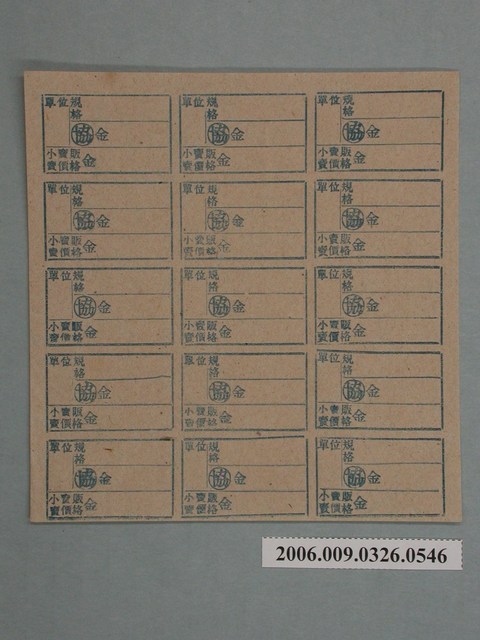 單位 規格
協 金
小賣販賣價格 金
單位 規格
協 金
小賣販賣價格 金
單位 規格
協 金
小賣販賣價格 金
單位 規格
協 金
小賣販賣價格 金
單位 規格
協 金
小賣販賣價格 金
單位 規格
協 金
小賣販賣價格 金
單位 規格
協 金
小賣販賣價格 金
單位 規格
協 金
小賣販賣價格 金
單位 規格
協 金
小賣販賣價格 金
單位 規格
協 金
小賣販賣價格 金
單位 規格
協 金
小賣販賣價格 金
單位 規格
協 金
小賣販賣價格 金
單位 規格
協 金
小賣販賣價格 金
單位 規格
協 金
小賣販賣價格 金
單位 規格
協 金
小賣販賣價格 金
2006.009.0326.0546